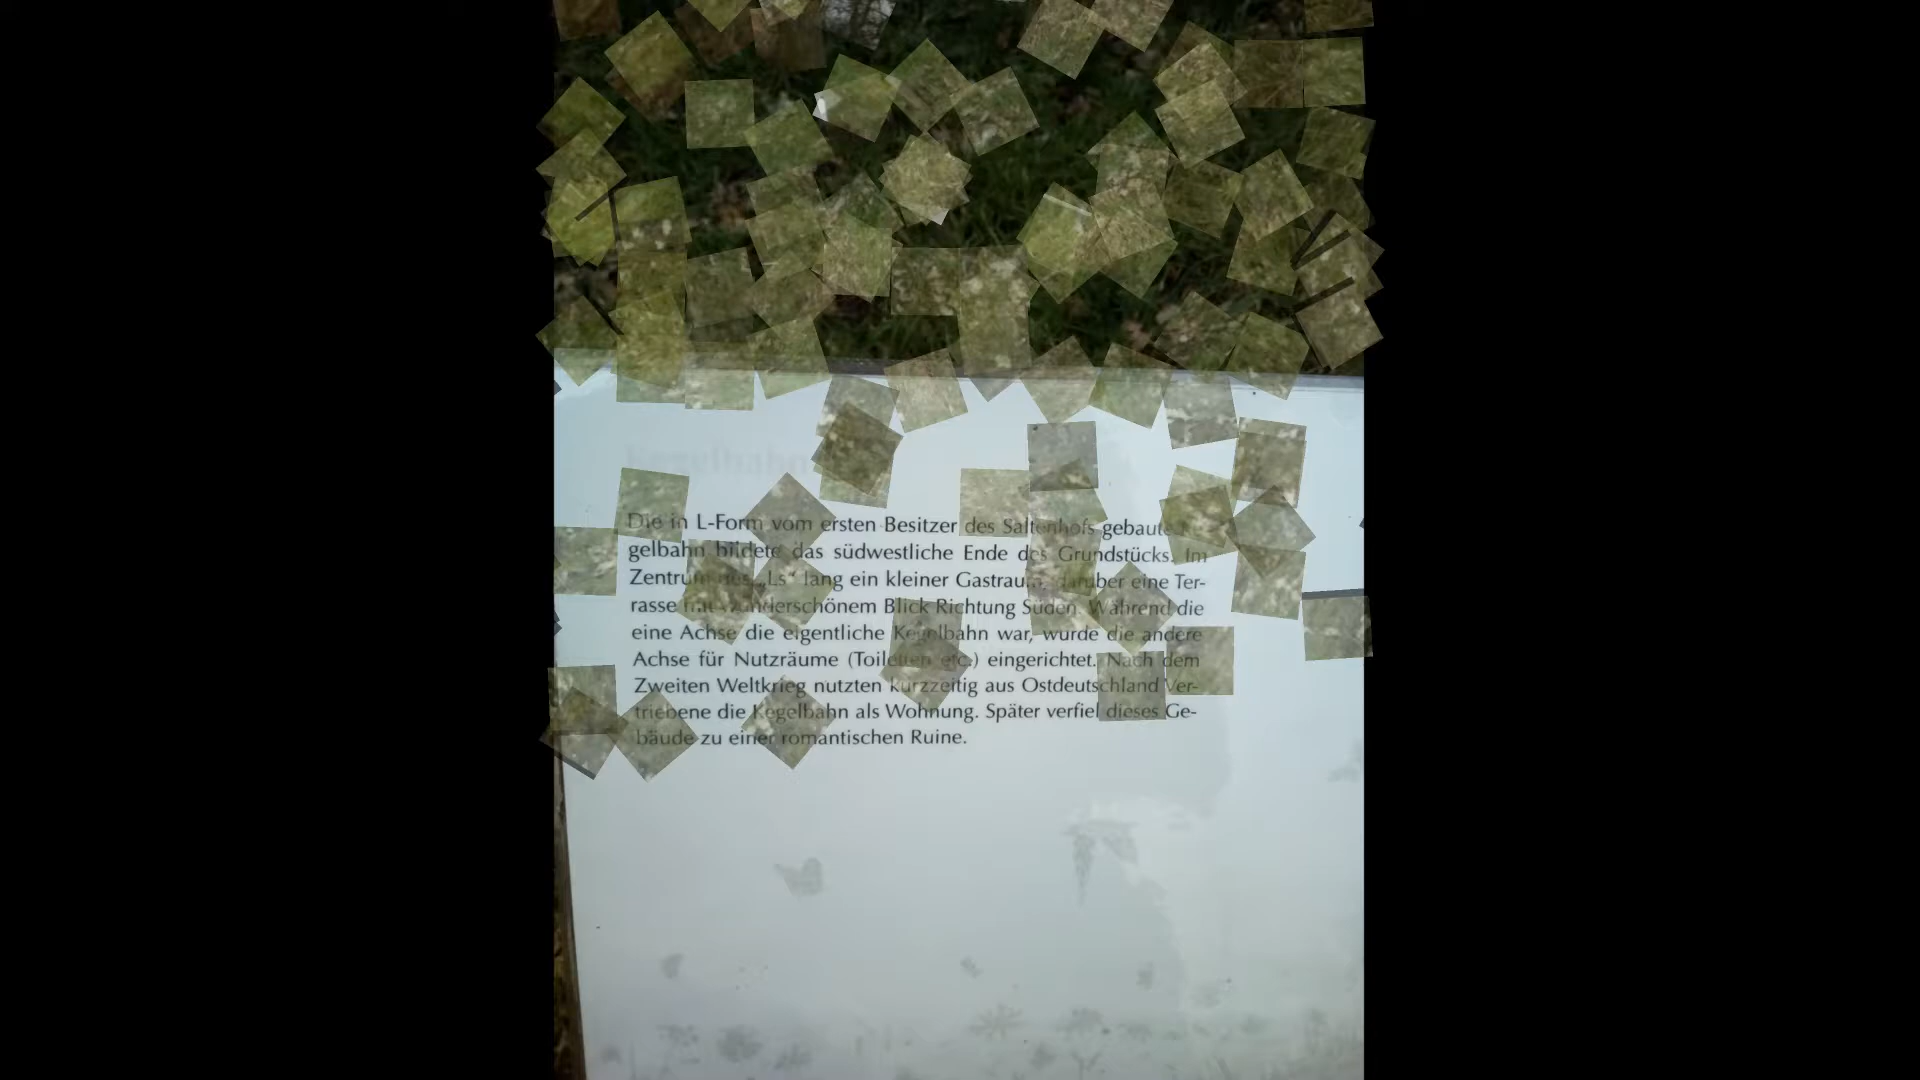 Kegelbahn
Die in L-Form vom ersten Besitzer des Saltenhofs gebaute
gelbahn bildete das südwestliche Ende des Grundstücks. Im
Zentrum des „Ls“ lang ein kleiner Gastraum, darüber eine Ter-
rasse mit wunderschönem Blick Richtung Süden. Während die
eine Achse die eigentliche Kegelbahn war, wurde die andere
Achse für Nutzräume (Toiletten etc.) eingerichtet. Nach dem
Zweiten Weltkrieg nutzten kurzzeitig aus Ostdeutschland Ver-
triebene die Kegelbahn als Wohnung. Später verfiel dieses Ge-
bäude zu einer romantischen Ruine.